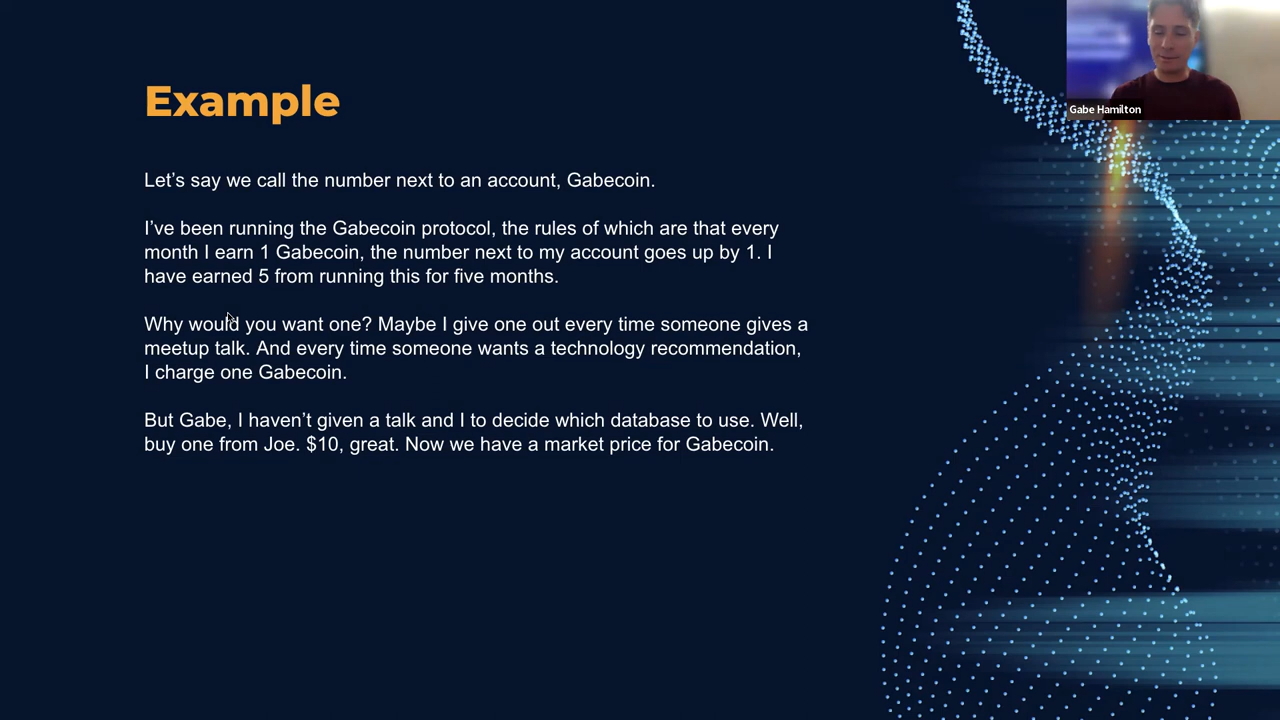 Example
Let’s say we call the number next to an account, Gabecoin.
I’ve been running the Gabecoin protocol, the rules of which are that every
month I earn 1 Gabecoin, the number next to my account goes up by 1. I
have earned 5 from running this for five months.
Why would you want one? Maybe I give one out every time someone gives a
meetup talk. And every time someone wants a technology recommendation,
I charge one Gabecoin.
But Gabe, I haven’t given a talk and I to decide which database to use. Well,
buy one from Joe. $10, great. Now we have a market price for Gabecoin.
Gabe Hamilton